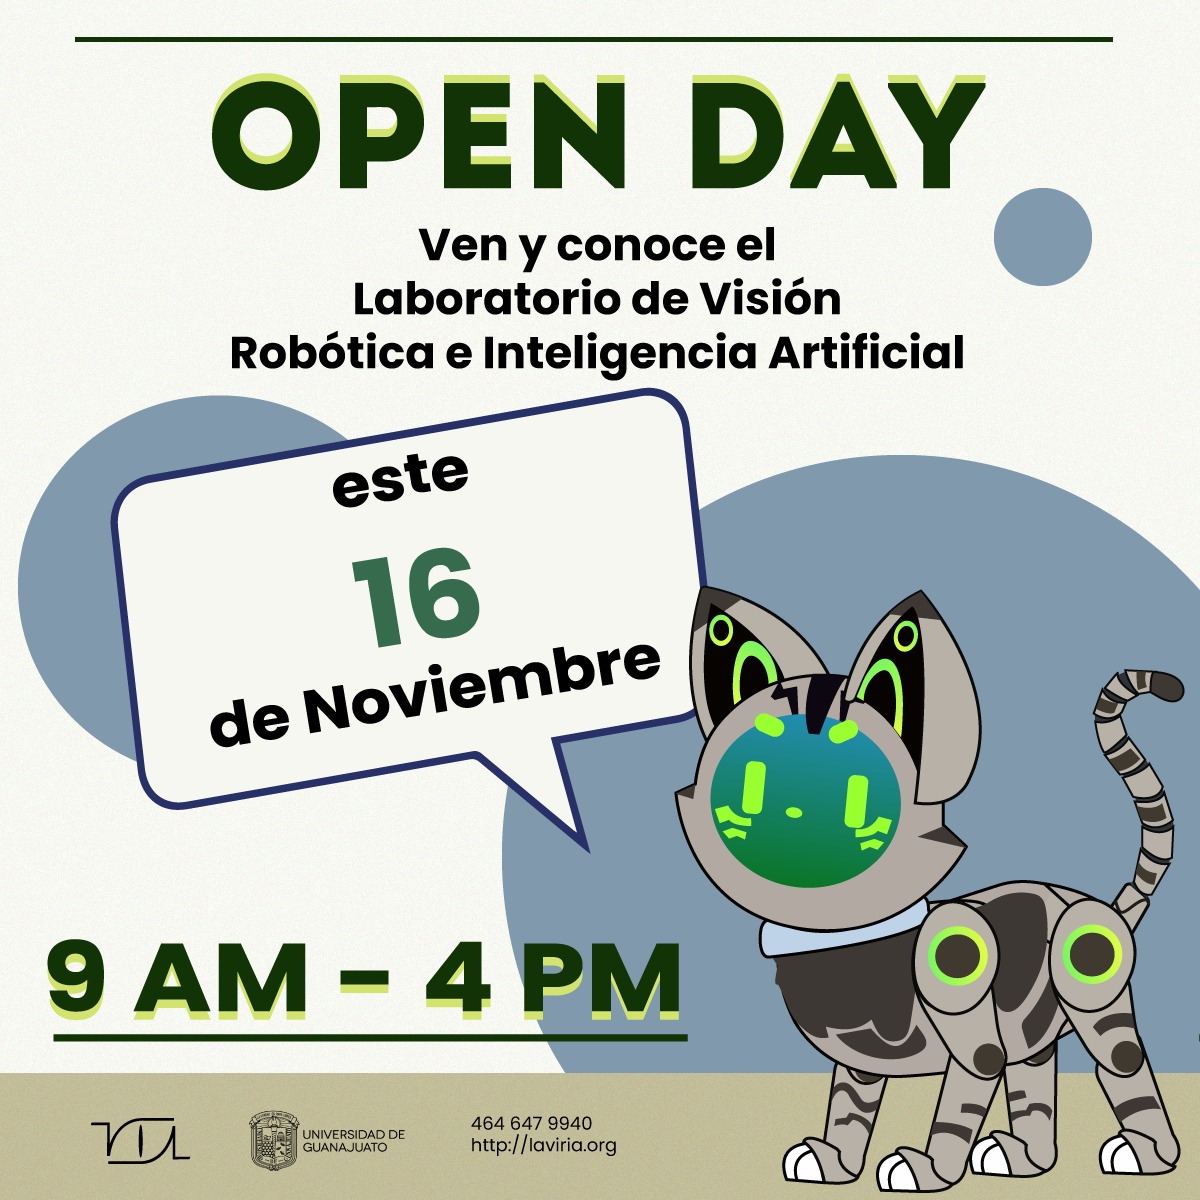 OPEN DAY
Ven y conoce el
Laboratorio de Visión
Robótica e Inteligencia Artificial
este
16
de Noviembre
9 AM – 4 PM
UNIVERSIDAD DE
GUANAJUATO
464 647 9940
http://laviria.org